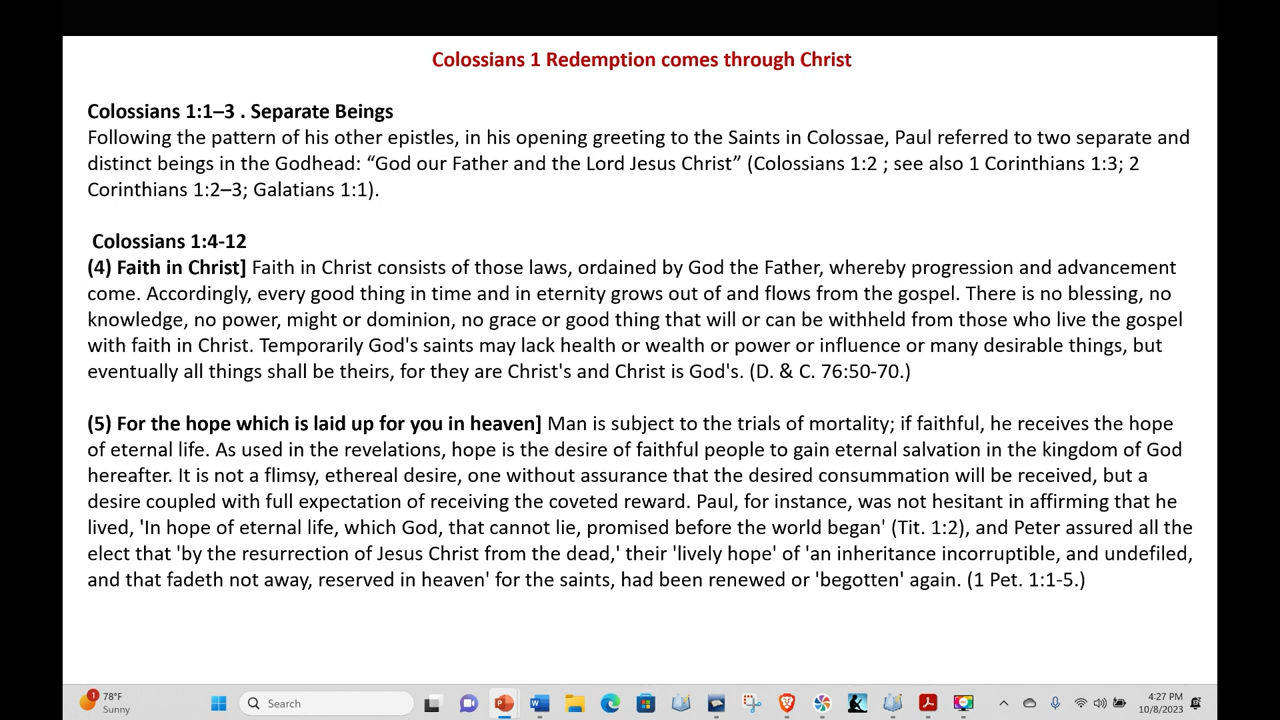 Colossians 1 Redemption comes through Christ
Colossians 1:1–3 . Separate Beings
Following the pattern of his other epistles, in his opening greeting to the Saints in Colossae, Paul referred to two separate and
distinct beings in the Godhead: “God our Father and the Lord Jesus Christ” (Colossians 1:2 ; see also 1 Corinthians 1:3; 2
Corinthians 1:2–3; Galatians 1:1).
Colossians 1:4-12
(4) Faith in Christ] Faith in Christ consists of those laws, ordained by God the Father, whereby progression and advancement
come. Accordingly, every good thing in time and in eternity grows out of and flows from the gospel. There is no blessing, no
knowledge, no power, might or dominion, no grace or good thing that will or can be withheld from those who live the gospel
with faith in Christ. Temporarily God's saints may lack health or wealth or power or influence or many desirable things, but
eventually all things shall be theirs, for they are Christ's and Christ is God's. (D. & C. 76:50-70.)
(5) For the hope which is laid up for you in heaven] Man is subject to the trials of mortality; if faithful, he receives the hope
of eternal life. As used in the revelations, hope is the desire of faithful people to gain eternal salvation in the kingdom of God
hereafter. It is not a flimsy, ethereal desire, one without assurance that the desired consummation will be received, but a
desire coupled with full expectation of receiving the coveted reward. Paul, for instance, was not hesitant in affirming that he
lived, 'In hope of eternal life, which God, that cannot lie, promised before the world began' (Tit. 1:2), and Peter assured all the
elect that 'by the resurrection of Jesus Christ from the dead,' their 'lively hope' of 'an inheritance incorruptible, and undefiled,
and that fadeth not away, reserved in heaven' for the saints, had been renewed or 'begotten' again. (1 Pet. 1:1-5.)
1
78°F
Sunny
Search
4:27 PM
10/8/2023